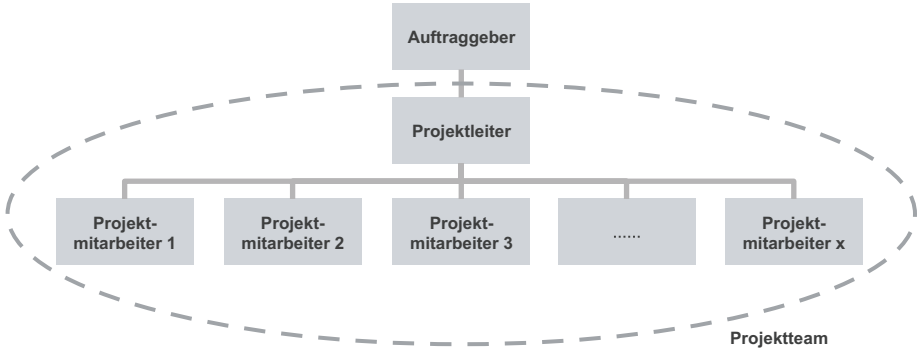 Auftraggeber
Projektleiter
Projekt-
mitarbeiter 1
Projekt-
mitarbeiter 2
Projekt-
mitarbeiter 3
......
Projekt-
mitarbeiter x
Projektteam